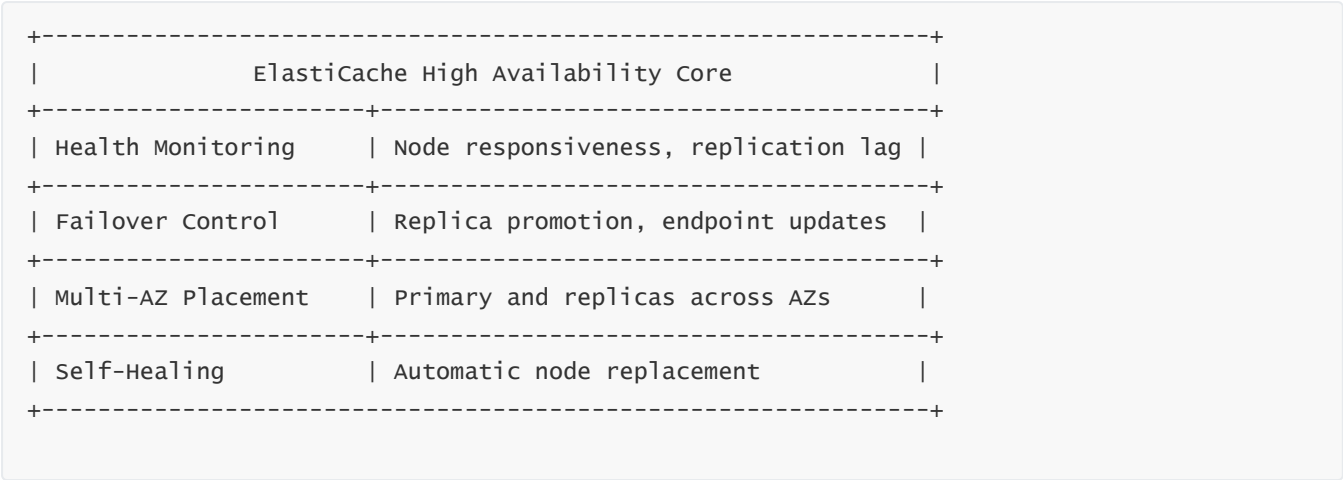 +---------------------------------------------------------------+
|               ElastiCache High Availability Core              |
+-----------------------+---------------------------------------+
| Health Monitoring     | Node responsiveness, replication lag |
+-----------------------+---------------------------------------+
| Failover Control      | Replica promotion, endpoint updates  |
+-----------------------+---------------------------------------+
| Multi-AZ Placement    | Primary and replicas across AZs      |
+-----------------------+---------------------------------------+
| Self-Healing          | Automatic node replacement           |
+---------------------------------------------------------------+